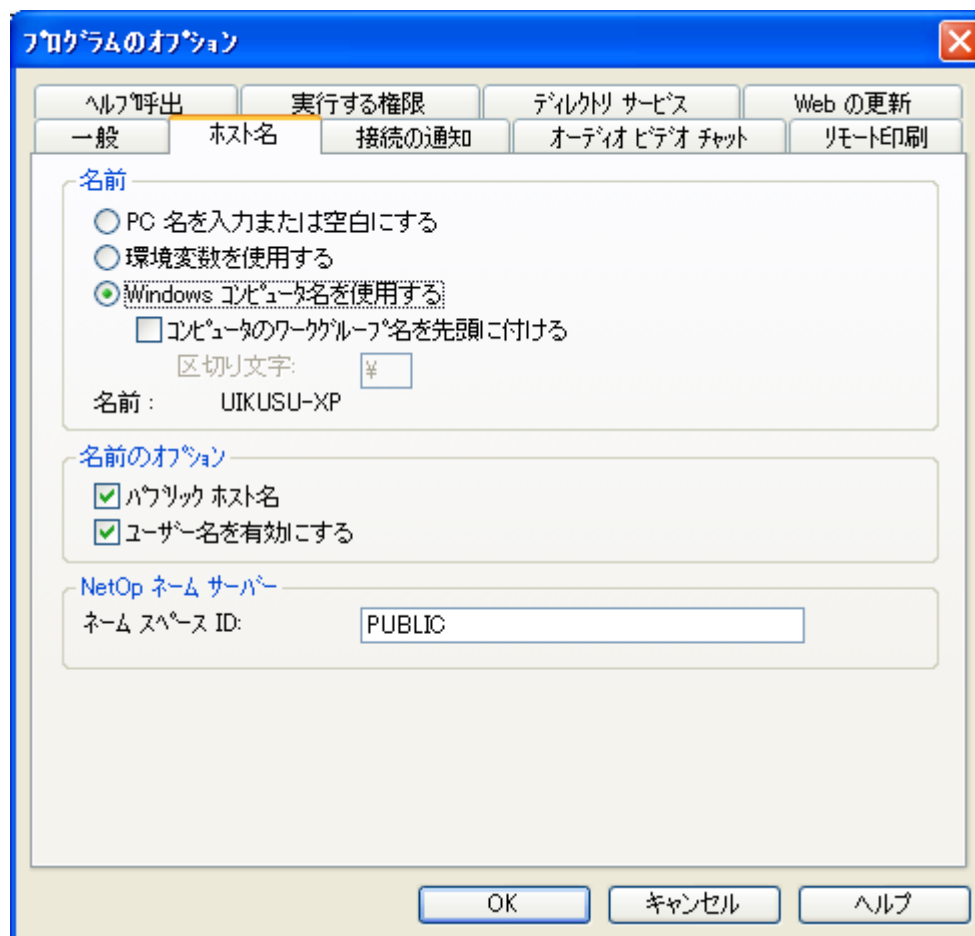 プログラムのオプション
ヘルプ呼出 実行する権限 ディレクトリ サービス Web の更新
一般 ホスト名 接続の通知 オーディオ ビデオ チャット リモート印刷
名前
PC 名を入力または空白にする
環境変数を使用する
Windows コンピュータ名を使用する
コンピュータのワークグループ名を先頭に付ける
区切り文字: ¥
名前： UIKUSU-XP
名前のオプション
パブリック ホスト名
ユーザー名を有効にする
NetOp ネーム サーバー
ネーム スペース ID: PUBLIC
OK キャンセル ヘルプ